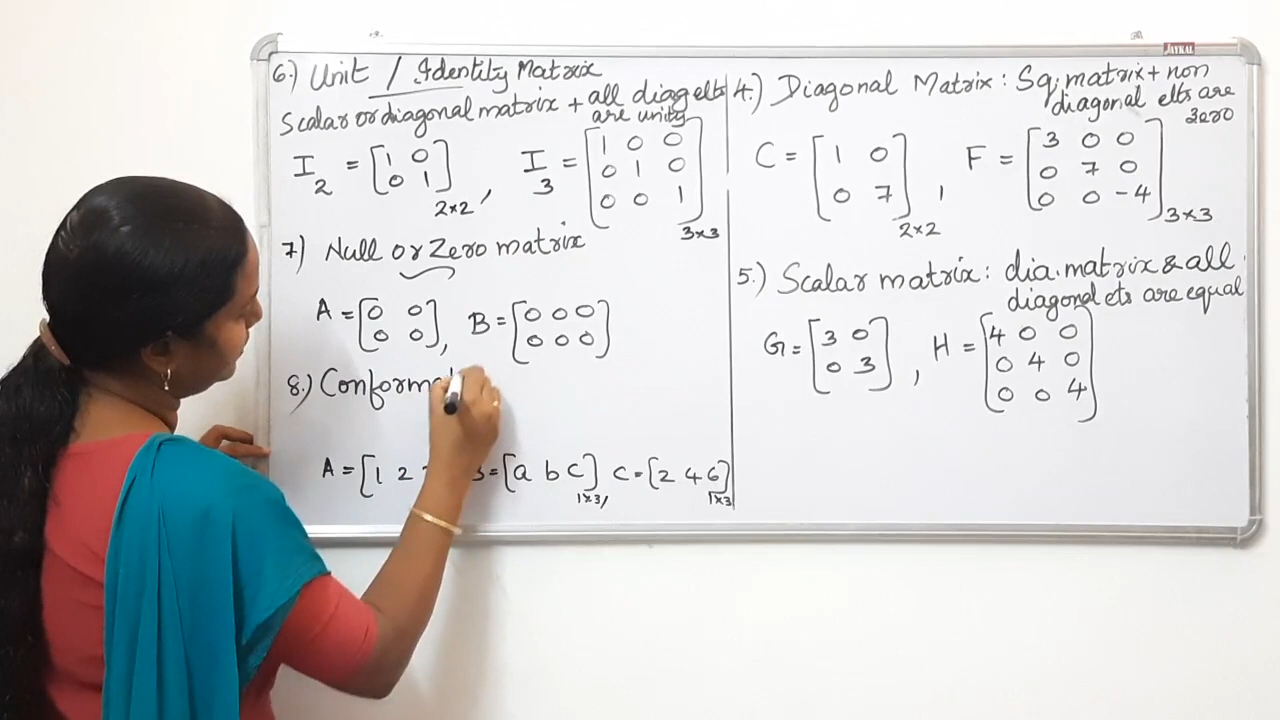 6.) Unit / Identity Matrix
Scalar or diagonal matrix + all diag elts
are unity
I₂ = [1 0
0 1] 2×2 , I₃ = [1 0 0
0 1 0
0 0 1] 3×3
7) Null or Zero matrix
A = [0 0
0 0] , B = [0 0 0
0 0 0]
8.) Conform
A = [1 2 = [a b c] 1×3, C = [2 4 6] 1×3
JAYKAL
4.) Diagonal Matrix : Sq. matrix + non
diagonal elts are
zero
C = [1 0
0 7] 2×2 , F = [3 0 0
0 7 0
0 0 -4] 3×3
5.) Scalar matrix : dia. matrix & all
diagonal ets are equal
G = [3 0
0 3] , H = [4 0 0
0 4 0
0 0 4]